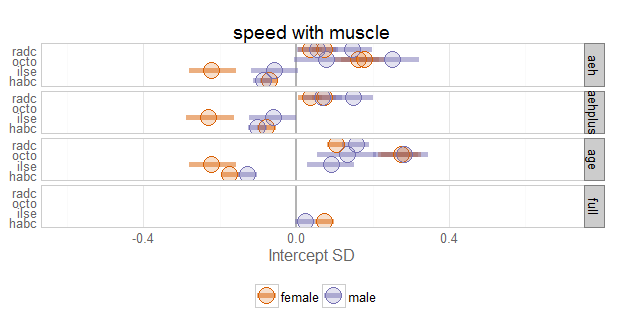 speed with muscle
radc
octo
ilse
habc
aeh
radc
octo
ilse
habc
aehplus
radc
octo
ilse
habc
age
radc
octo
ilse
habc
full
-0.4 0.0 0.4
Intercept SD
female male